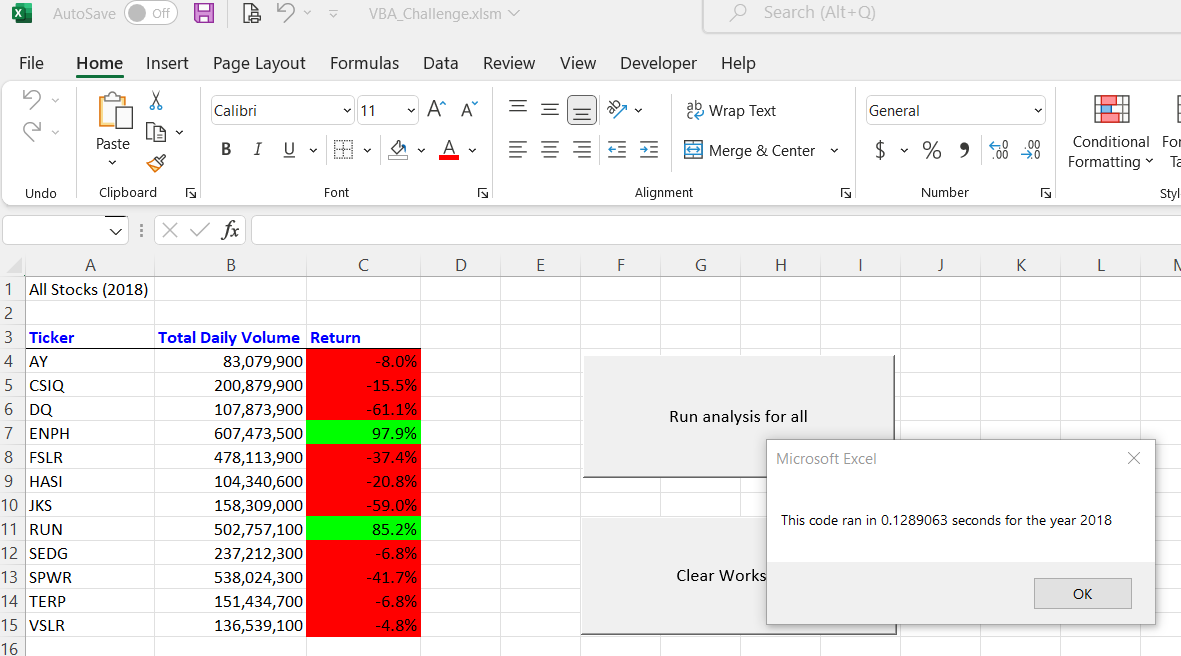 AutoSave Off VBA_Challenge.xlsm Search (Alt+Q)
File Home Insert Page Layout Formulas Data Review View Developer Help
Calibri 11 A^ A˅ ab Wrap Text General
Paste B I U A Merge & Center $ % 9 .00 .00 Conditional
Formatting
Undo Clipboard Font Alignment Number
fx
A B C D E F G H I J K L
1 All Stocks (2018)
2
3 Ticker Total Daily Volume Return
4 AY 83,079,900 -8.0%
5 CSIQ 200,879,900 -15.5%
6 DQ 107,873,900 -61.1%
7 ENPH 607,473,500 97.9%
8 FSLR 478,113,900 -37.4%
9 HASI 104,340,600 -20.8%
10 JKS 158,309,000 -59.0%
11 RUN 502,757,100 85.2%
12 SEDG 237,212,300 -6.8%
13 SPWR 538,024,300 -41.7%
14 TERP 151,434,700 -6.8%
15 VSLR 136,539,100 -4.8%
16
Run analysis for all
Clear Works
Microsoft Excel
This code ran in 0.1289063 seconds for the year 2018
OK